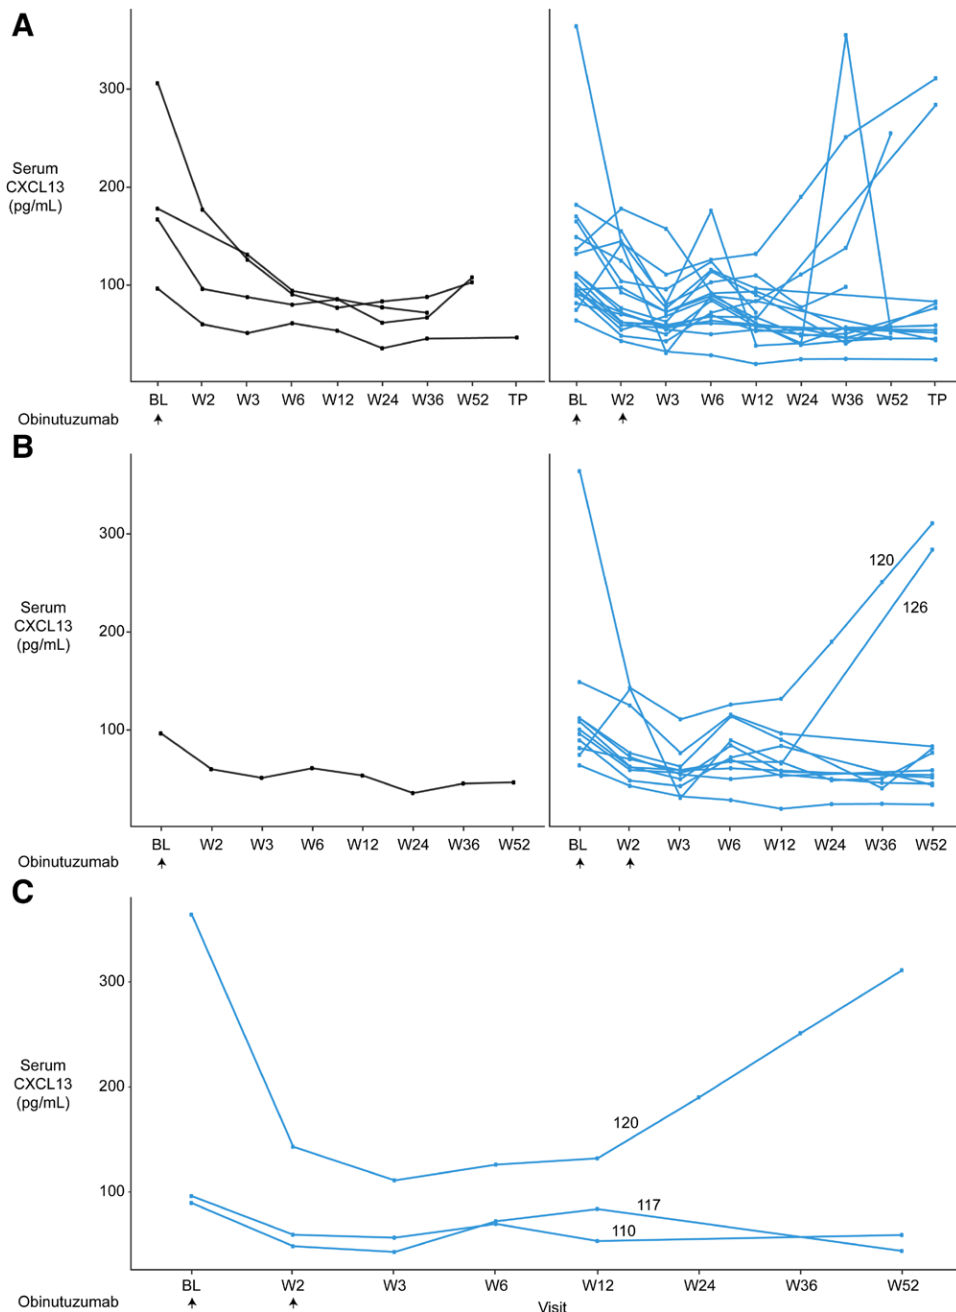 A
300
Serum
CXCL13
(pg/mL)
200
100
BL W2 W3 W6 W12 W24 W36 W52 TP BL W2 W3 W6 W12 W24 W36 W52 TP
Obinutuzumab
B
300
120
126
Serum
CXCL13
(pg/mL)
200
100
BL W2 W3 W6 W12 W24 W36 W52 BL W2 W3 W6 W12 W24 W36 W52
Obinutuzumab
C
300
Serum
CXCL13
(pg/mL)
200
120
100
117
110
BL W2 W3 W6 W12 W24 W36 W52
Obinutuzumab
Visit